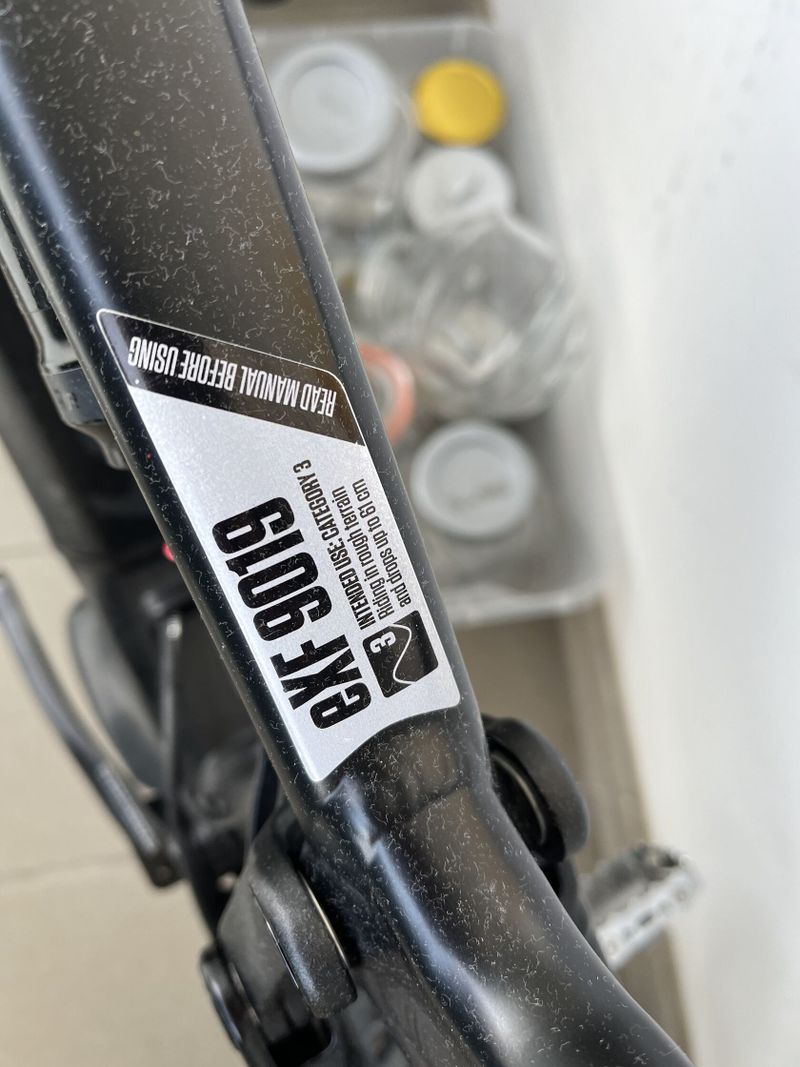 READ MANUAL BEFORE USING
eXF 9019
3
INTENDED USE: CATEGORY 3
Riding in rough terrain
and drops up to 61 cm